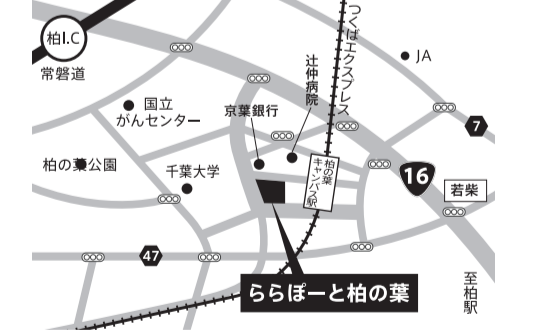 柏I.C
常磐道
つくばエクスプレス
JA
辻仲病院
国立
がんセンター
京葉銀行
7
柏の葉公園
千葉大学
柏の葉
キャンパス駅
16
若柴
47
ららぽーと柏の葉
至柏駅